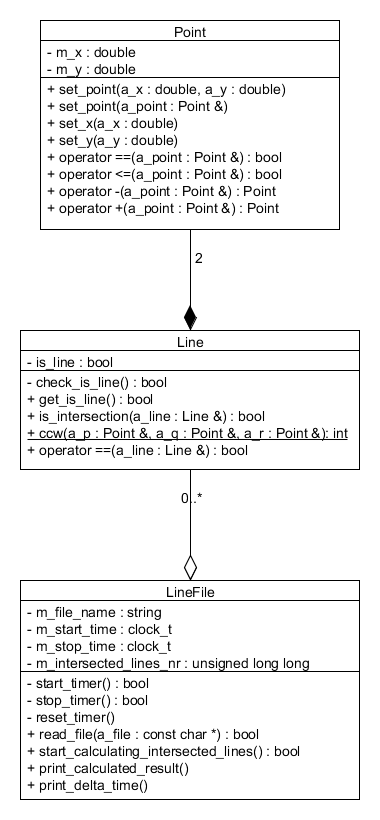 Point
- m_x : double
- m_y : double
+ set_point(a_x : double, a_y : double)
+ set_point(a_point : Point &)
+ set_x(a_x : double)
+ set_y(a_y : double)
+ operator ==(a_point : Point &) : bool
+ operator <=(a_point : Point &) : bool
+ operator -(a_point : Point &) : Point
+ operator +(a_point : Point &) : Point
2
Line
- is_line : bool
- check_is_line() : bool
+ get_is_line() : bool
+ is_intersection(a_line : Line &) : bool
+ ccw(a_p : Point &, a_q : Point &, a_r : Point &): int
+ operator ==(a_line : Line &) : bool
0..*
LineFile
- m_file_name : string
- m_start_time : clock_t
- m_stop_time : clock_t
- m_intersected_lines_nr : unsigned long long
- start_timer() : bool
- stop_timer() : bool
- reset_timer()
+ read_file(a_file : const char *) : bool
+ start_calculating_intersected_lines() : bool
+ print_calculated_result()
+ print_delta_time()